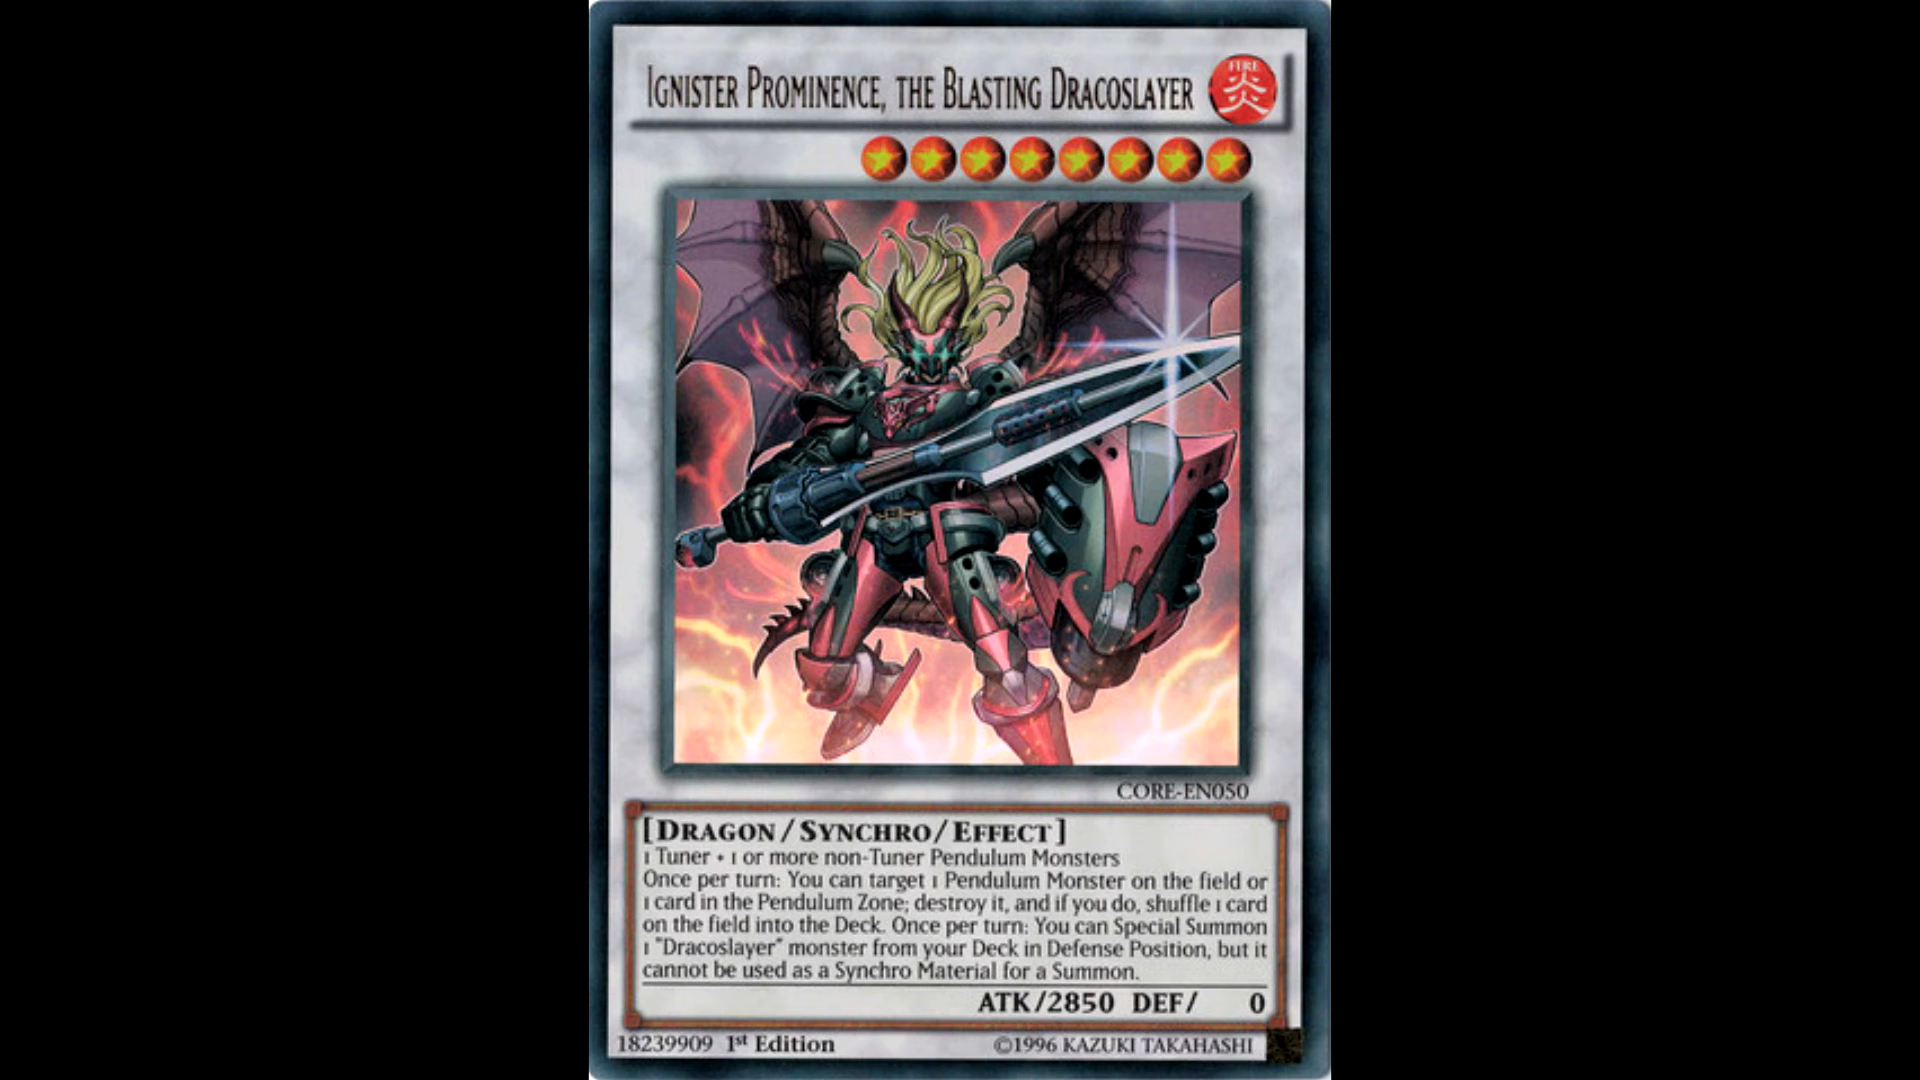 IGNISTER PROMINENCE, THE BLASTING DRACOSLAYER
FIRE
炎
CORE-EN050
[DRAGON/SYNCHRO/EFFECT]
1 Tuner + 1 or more non-Tuner Pendulum Monsters
Once per turn: You can target 1 Pendulum Monster on the field or
1 card in the Pendulum Zone; destroy it, and if you do, shuffle 1 card
on the field into the Deck. Once per turn: You can Special Summon
1 "Dracoslayer" monster from your Deck in Defense Position, but it
cannot be used as a Synchro Material for a Summon.
ATK/2850 DEF/ 0
18239909 1st Edition
©1996 KAZUKI TAKAHASHI